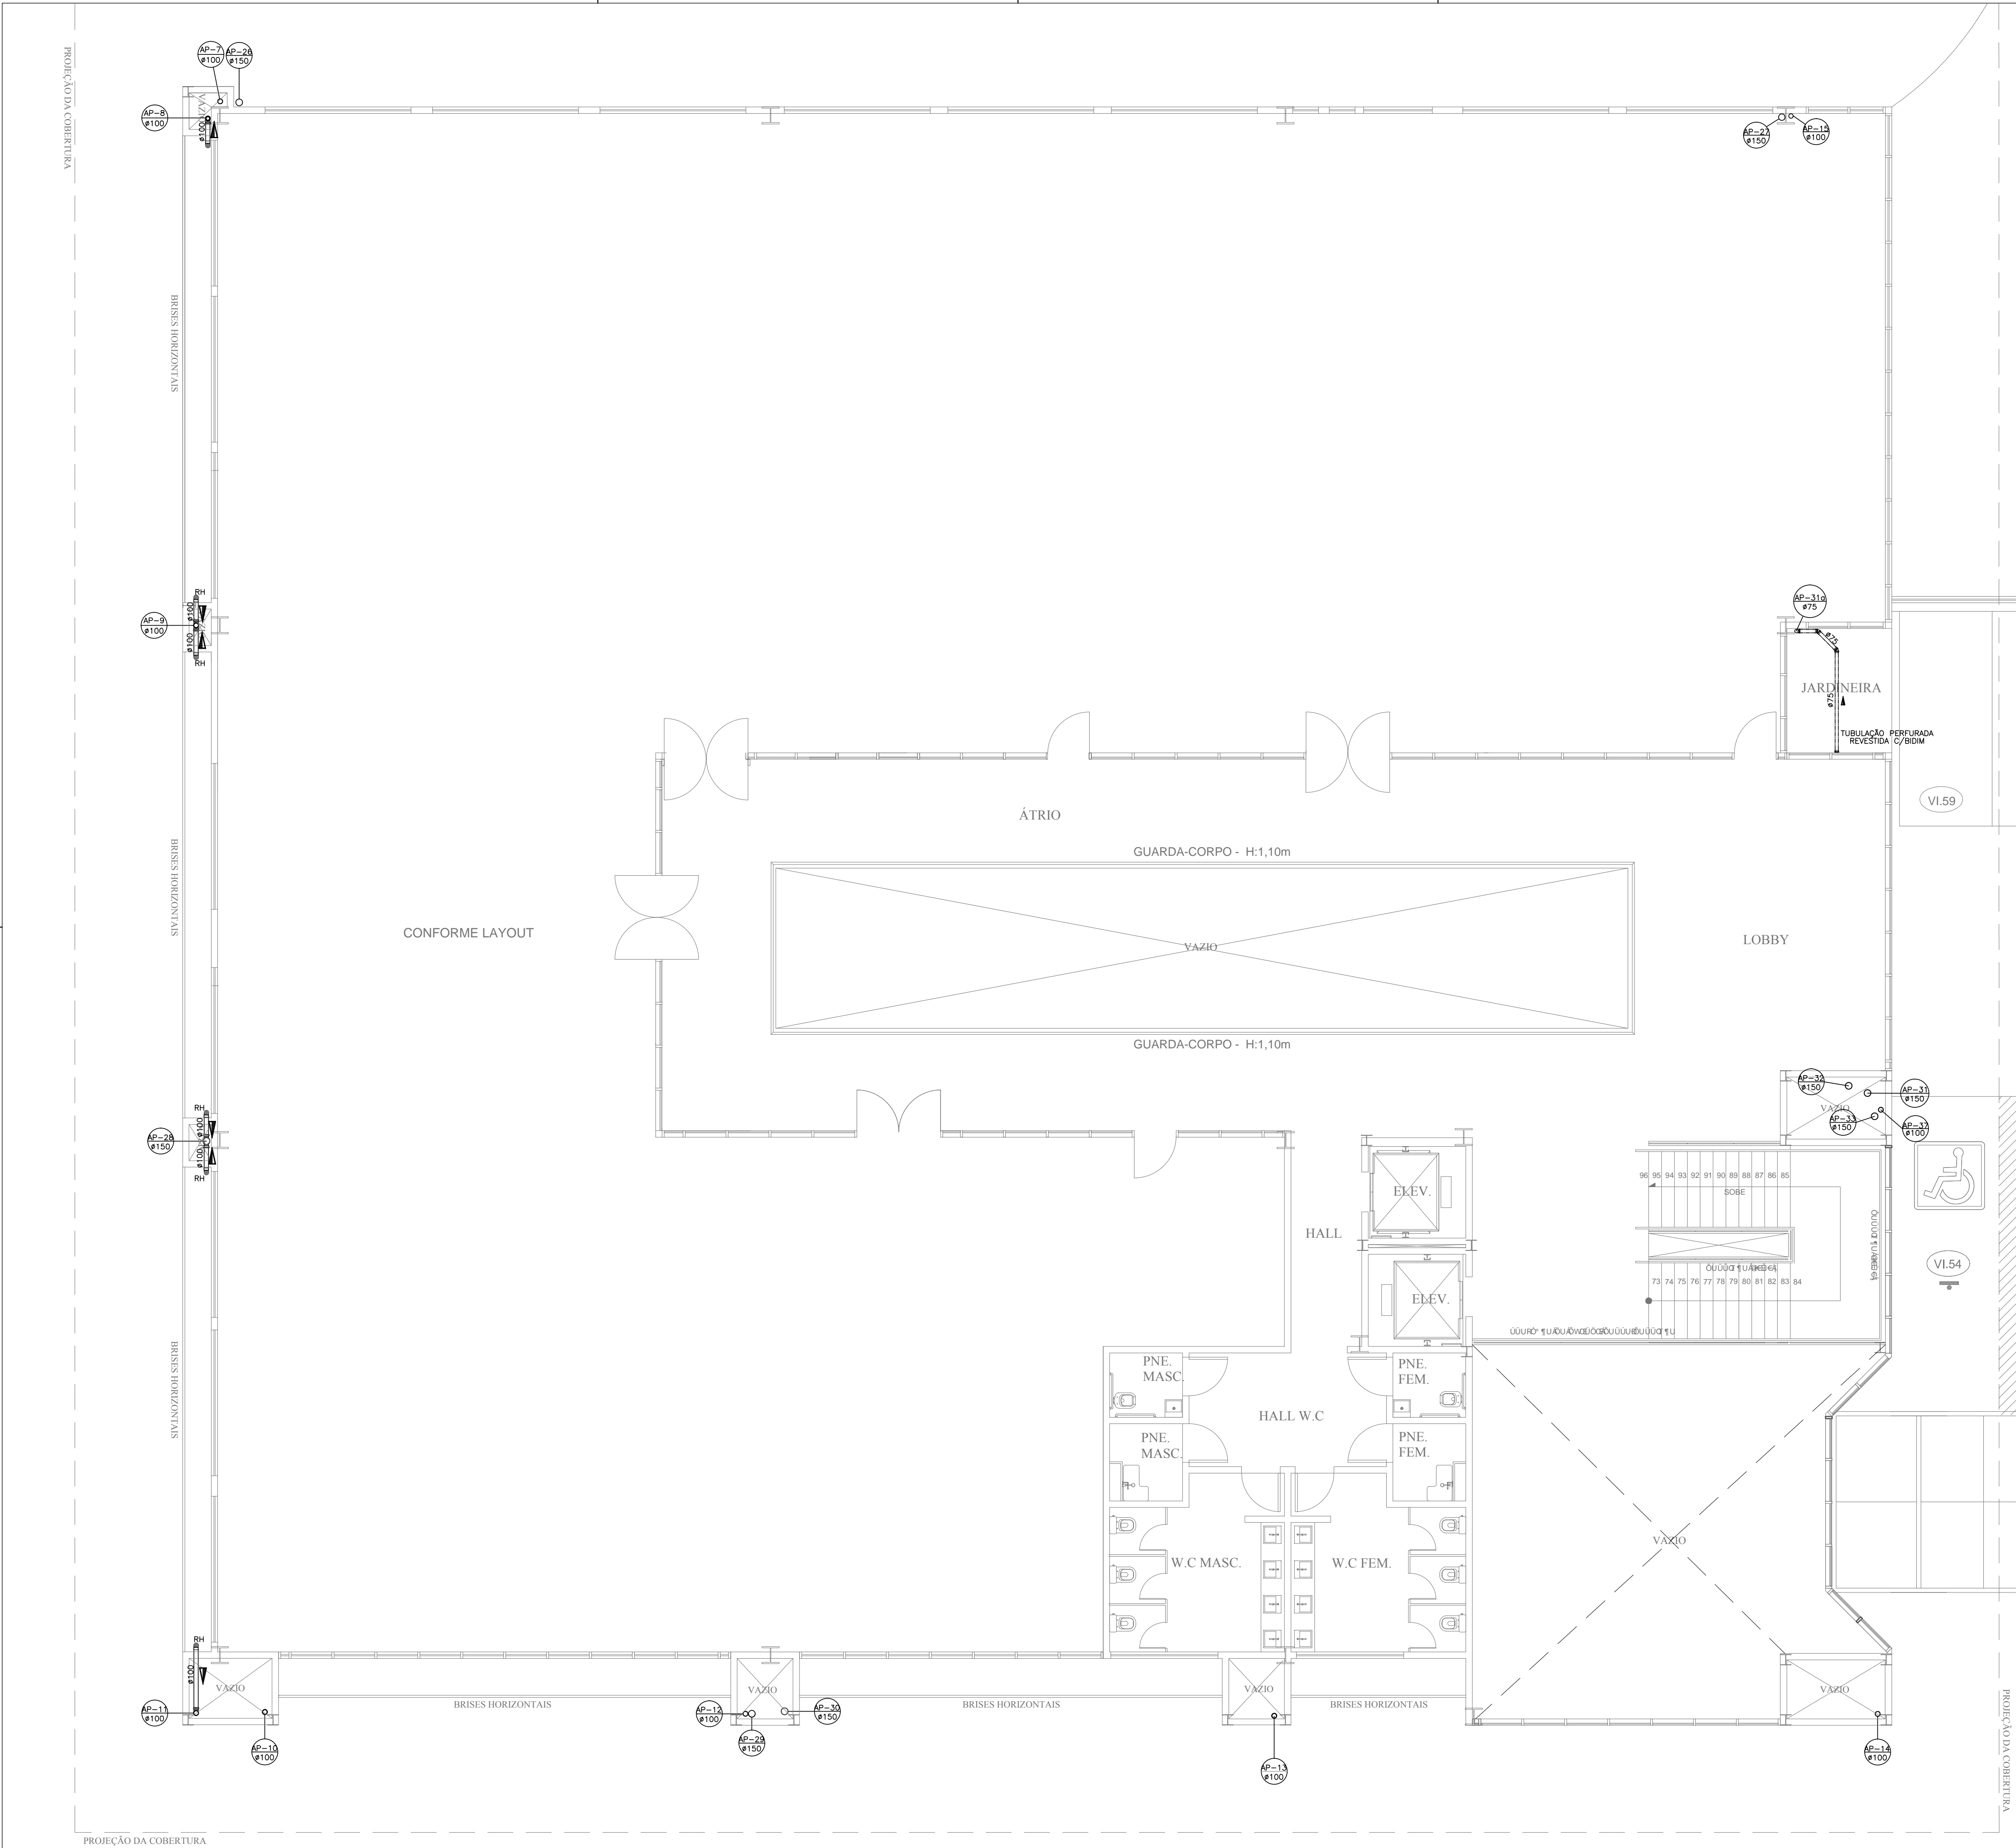 AP-7
ø100
AP-26
ø150
PROJEÇÃO DA COBERTURA
VAZIO
AP-8
ø100
ø100
AP-27
ø150
AP-15
ø100
BRISES HORIZONTAIS
RH
ø100
AP-9
ø100
ø100
RH
AP-31a
ø75
ø75
JARDINEIRA
ø75
TUBULAÇÃO PERFURADA
REVESTIDA C/BIDIM
VI.59
ÁTRIO
GUARDA-CORPO - H:1,10m
BRISES HORIZONTAIS
CONFORME LAYOUT
VAZIO
LOBBY
GUARDA-CORPO - H:1,10m
AP-32
ø150
AP-31
ø150
VAZIO
AP-33
ø150
AP-37
ø100
RH
ø100
AP-28
ø150
ø100
RH
96 95 94 93 92 91 90 89 88 87 86 85
SOBE
ELEV.
HALL
VI.54
73 74 75 76 77 78 79 80 81 82 83 84
ELEV.
BRISES HORIZONTAIS
PNE.
MASC.
PNE.
FEM.
HALL W.C
PNE.
MASC.
PNE.
FEM.
VAZIO
W.C MASC.
W.C FEM.
RH
ø100
VAZIO
VAZIO
VAZIO
VAZIO
BRISES HORIZONTAIS
BRISES HORIZONTAIS
BRISES HORIZONTAIS
AP-11
ø100
AP-10
ø100
AP-12
ø100
AP-29
ø150
AP-30
ø150
AP-13
ø100
AP-14
ø100
PROJEÇÃO DA COBERTURA
PROJEÇÃO DA COBERTURA